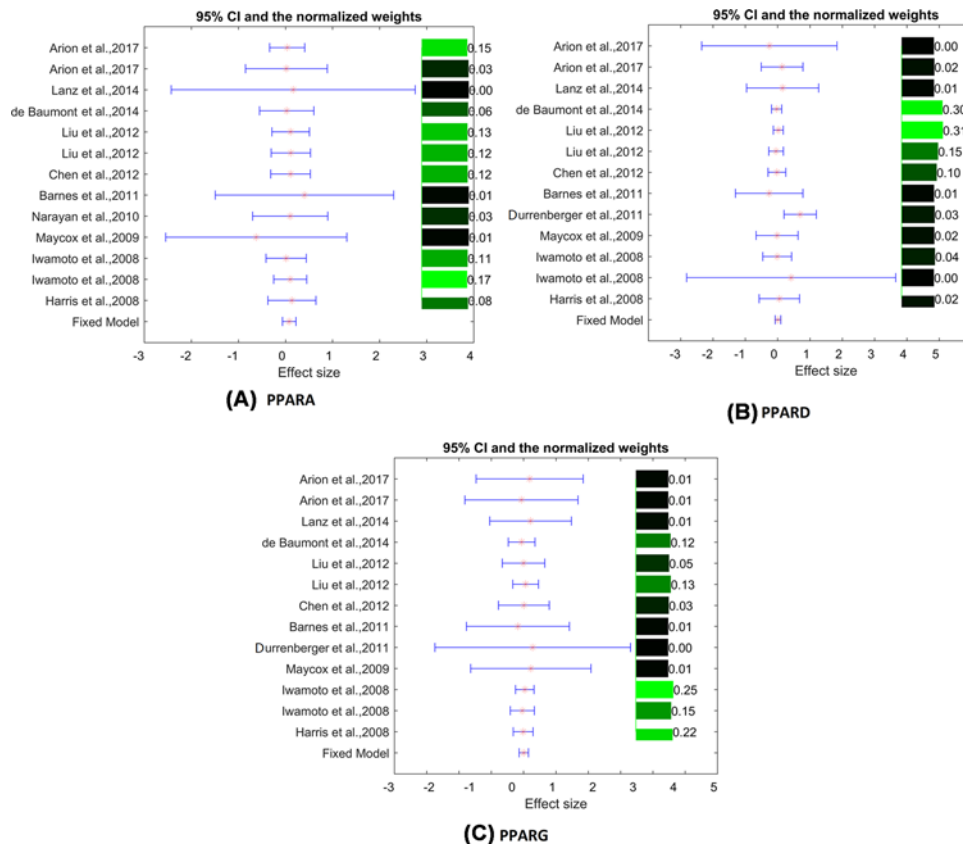 95% CI and the normalized weights
Arion et al.,2017 0.15
Arion et al.,2017 0.03
Lanz et al.,2014 0.00
de Baumont et al.,2014 0.06
Liu et al.,2012 0.13
Liu et al.,2012 0.12
Chen et al.,2012 0.12
Barnes et al.,2011 0.01
Narayan et al.,2010 0.03
Maycox et al.,2009 0.01
Iwamoto et al.,2008 0.11
Iwamoto et al.,2008 0.17
Harris et al.,2008 0.08
Fixed Model
-3 -2 -1 0 1 2 3 4
Effect size
(A) PPARA
95% CI and the normalized weights
Arion et al.,2017 0.00
Arion et al.,2017 0.02
Lanz et al.,2014 0.01
de Baumont et al.,2014 0.30
Liu et al.,2012 0.31
Liu et al.,2012 0.15
Chen et al.,2012 0.10
Barnes et al.,2011 0.01
Durrenberger et al.,2011 0.03
Maycox et al.,2009 0.02
Iwamoto et al.,2008 0.04
Iwamoto et al.,2008 0.00
Harris et al.,2008 0.02
Fixed Model
-3 -2 -1 0 1 2 3 4 5
Effect size
(B) PPARD
95% CI and the normalized weights
Arion et al.,2017 0.01
Arion et al.,2017 0.01
Lanz et al.,2014 0.01
de Baumont et al.,2014 0.12
Liu et al.,2012 0.05
Liu et al.,2012 0.13
Chen et al.,2012 0.03
Barnes et al.,2011 0.01
Durrenberger et al.,2011 0.00
Maycox et al.,2009 0.01
Iwamoto et al.,2008 0.25
Iwamoto et al.,2008 0.15
Harris et al.,2008 0.22
Fixed Model
-3 -2 -1 0 1 2 3 4 5
Effect size
(C) PPARG